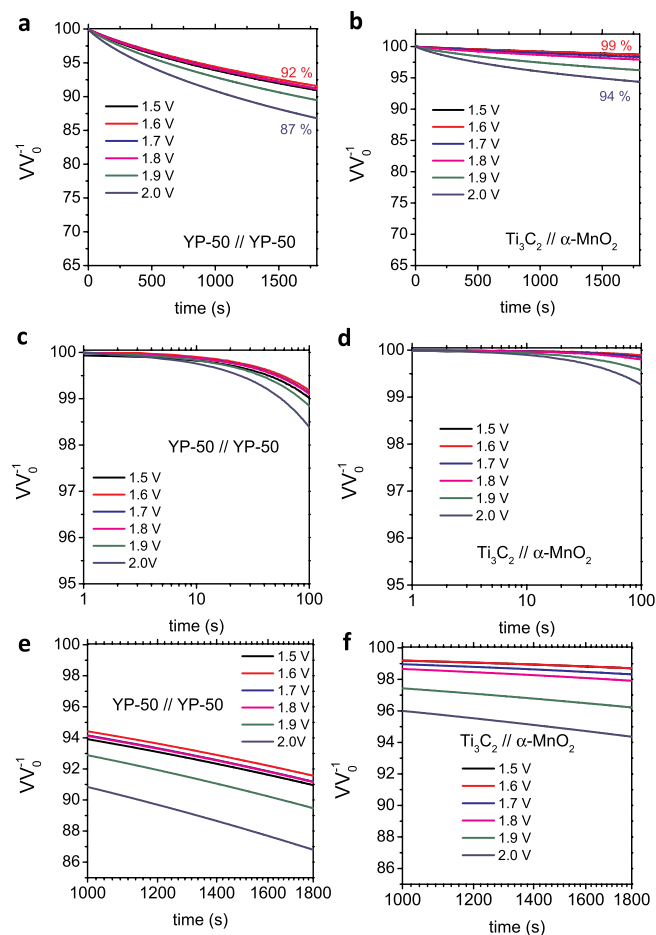 a
100
95
90
85
80
75
70
65
V/V₀⁻¹
92 %
87 %
1.5 V
1.6 V
1.7 V
1.8 V
1.9 V
2.0 V
YP-50 // YP-50
0
500
1000
1500
time (s)
b
100
95
90
85
80
75
70
65
V/V₀⁻¹
99 %
94 %
1.5 V
1.6 V
1.7 V
1.8 V
1.9 V
2.0 V
Ti₃C₂ // α-MnO₂
0
500
1000
1500
time (s)
c
100
99
98
97
96
95
V/V₀⁻¹
YP-50 // YP-50
1.5 V
1.6 V
1.7 V
1.8 V
1.9 V
2.0V
1
10
100
time (s)
d
100
99
98
97
96
95
V/V₀⁻¹
1.5 V
1.6 V
1.7 V
1.8 V
1.9 V
2.0 V
Ti₃C₂ // α-MnO₂
1
10
100
time (s)
e
100
98
96
94
92
90
88
86
V/V₀⁻¹
YP-50 // YP-50
1.5 V
1.6 V
1.7 V
1.8 V
1.9 V
2.0V
1000
1200
1400
1600
1800
time (s)
f
100
98
96
94
92
90
88
86
V/V₀⁻¹
Ti₃C₂ // α-MnO₂
1.5 V
1.6 V
1.7 V
1.8 V
1.9 V
2.0 V
1000
1200
1400
1600
1800
time (s)